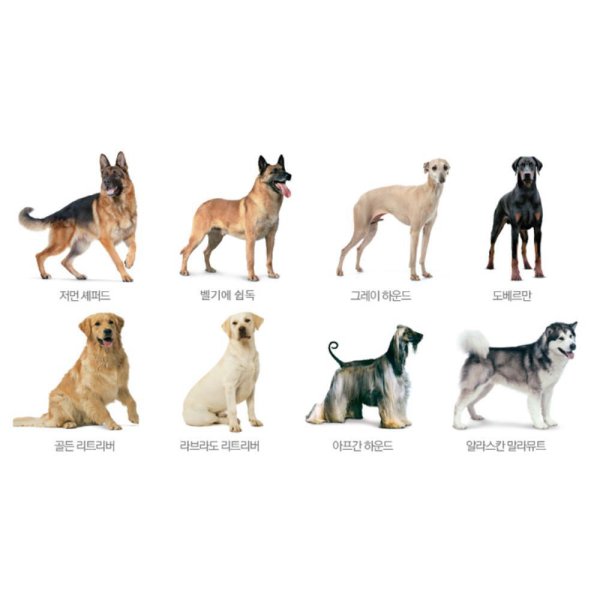 저먼 셰퍼드
벨기에 쉽독
그레이 하운드
도베르만
골든 리트리버
라브라도 리트리버
아프간 하운드
얄라스칸 말라뮤트